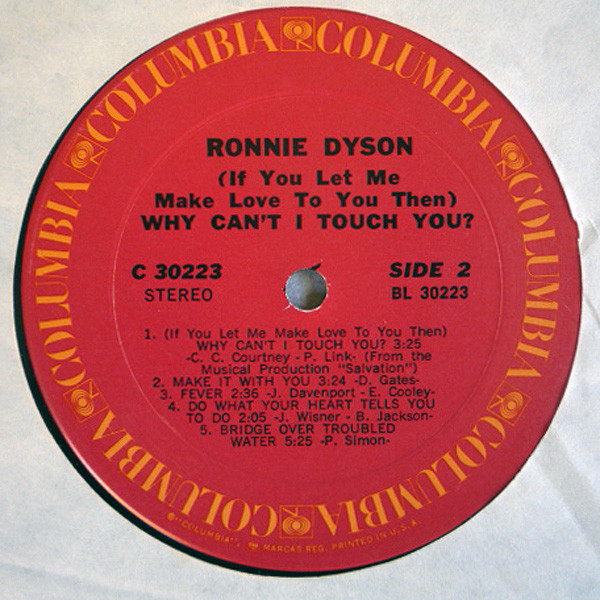 COLUMBIA COLUMBIA COLUMBIA COLUMBIA COLUMBIA COLUMBIA COLUMBIA COLUMBIA
RONNIE DYSON
(If You Let Me
Make Love To You Then)
WHY CAN'T I TOUCH YOU?
C 30223 SIDE 2
STEREO BL 30223
1. (If You Let Me Make Love To You Then)
WHY CAN'T I TOUCH YOU? 3:25
-C. C. Courtney - P. Link- (From the
Musical Production "Salvation")
2. MAKE IT WITH YOU 3:24 -D. Gates-
3. FEVER 2:36 -J. Davenport - E. Cooley-
4. DO WHAT YOUR HEART TELLS YOU
TO DO 2:05 -J. Wisner - B. Jackson-
5. BRIDGE OVER TROUBLED
WATER 5:25 -P. Simon-
"COLUMBIA", MARCAS REG. PRINTED IN U.S.A.